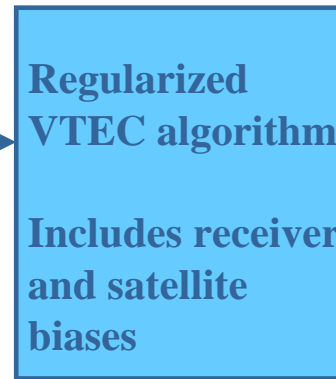 Regularized
VTEC algorithm
Includes receiver
and satellite
biases